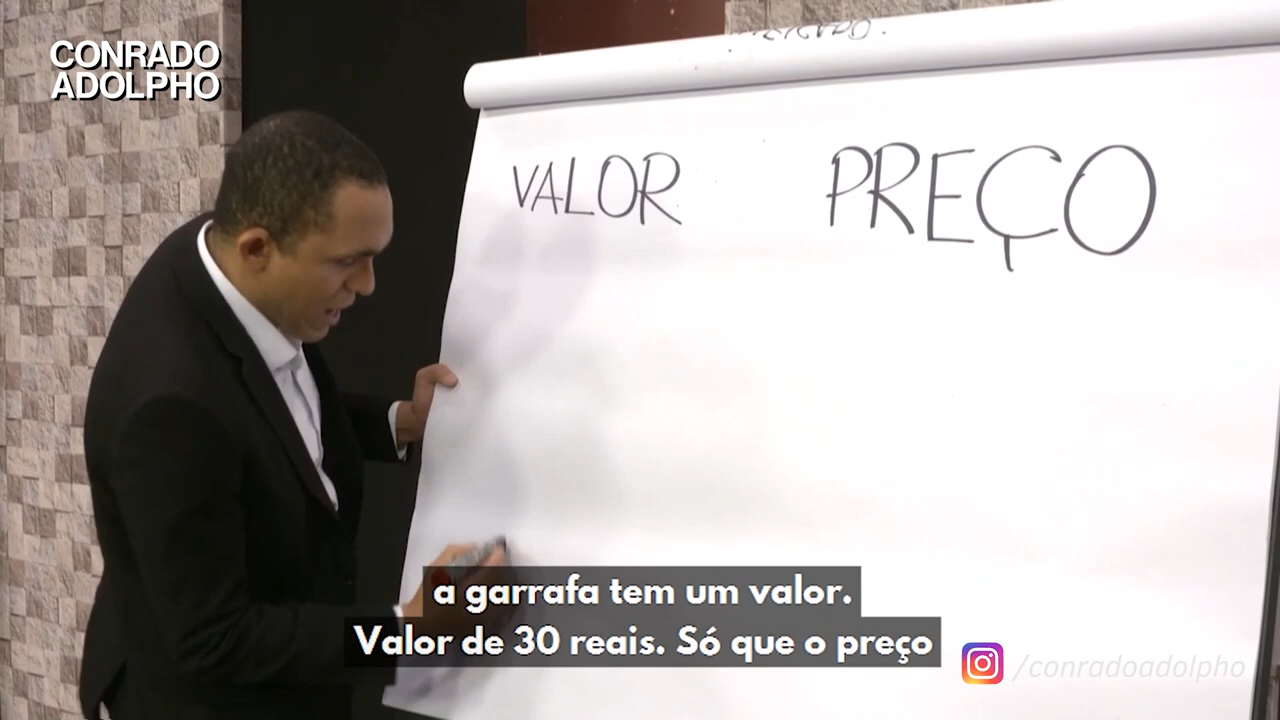 CONRADO
ADOLPHO
VALOR PREÇO
a garrafa tem um valor.
Valor de 30 reais. Só que o preço
/conradoadolpho